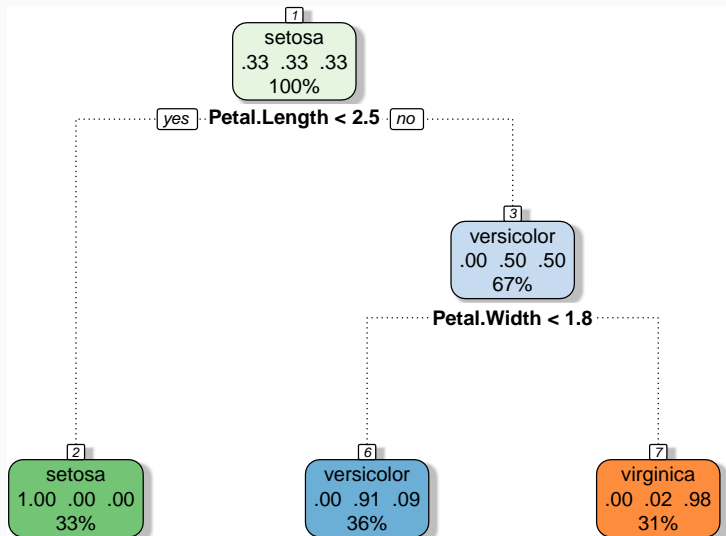 1
setosa
.33 .33 .33
100%
yes Petal.Length < 2.5 no
3
versicolor
.00 .50 .50
67%
Petal.Width < 1.8
2
setosa
1.00 .00 .00
33%
6
versicolor
.00 .91 .09
36%
7
virginica
.00 .02 .98
31%